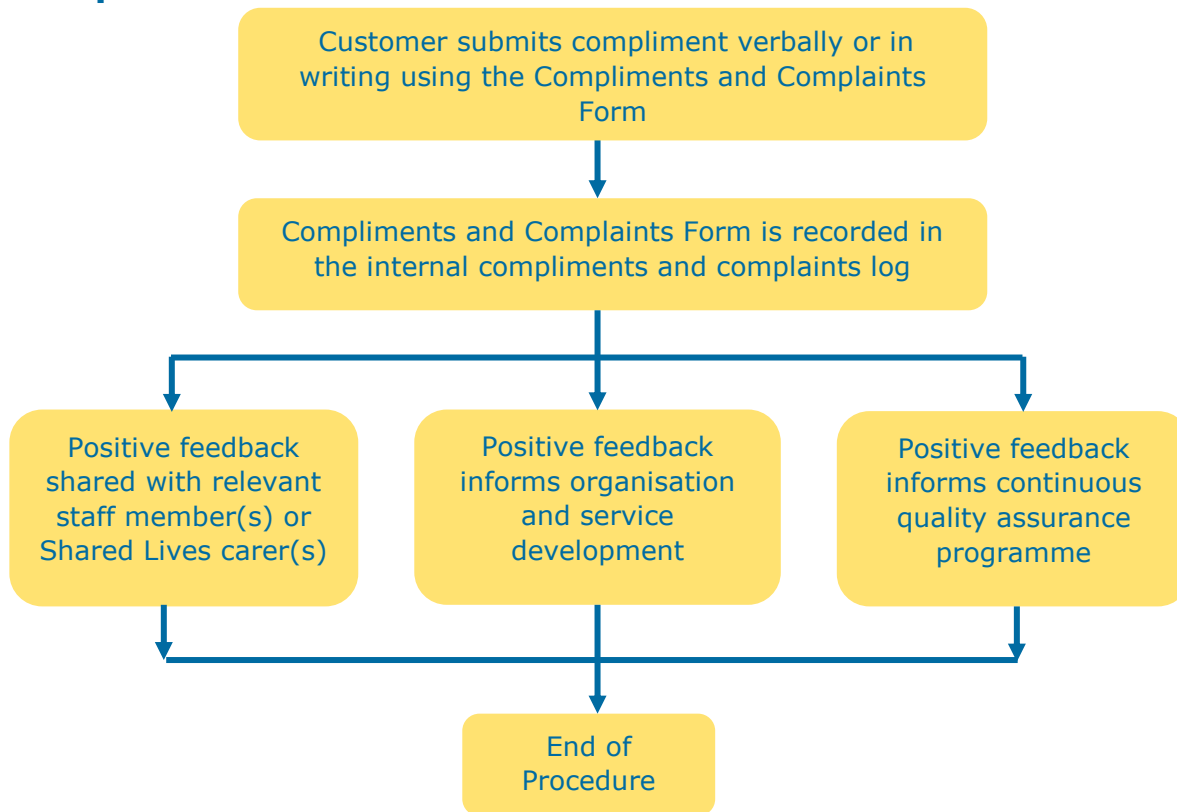 Customer submits compliment verbally or in
writing using the Compliments and Complaints
Form
Compliments and Complaints Form is recorded in
the internal compliments and complaints log
Positive feedback
shared with relevant
staff member(s) or
Shared Lives carer(s)
Positive feedback
informs organisation
and service
development
Positive feedback
informs continuous
quality assurance
programme
End of
Procedure